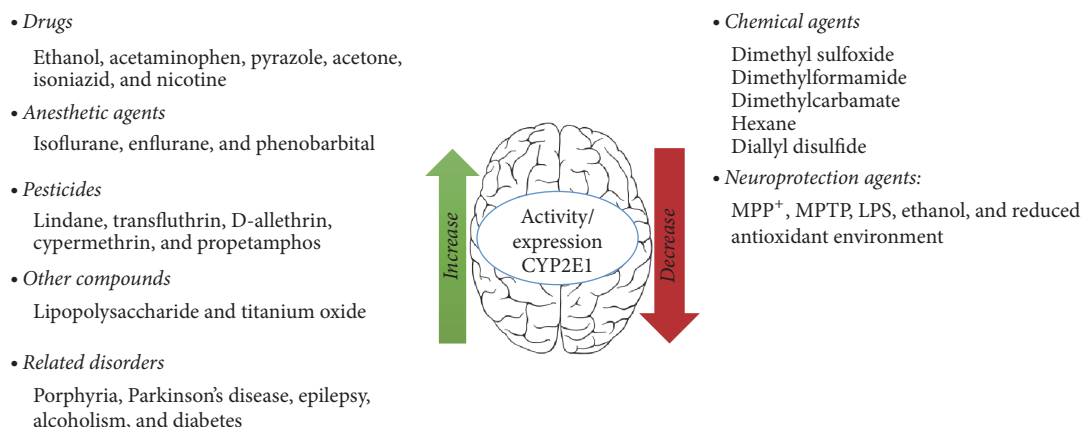 • Drugs
Ethanol, acetaminophen, pyrazole, acetone,
isoniazid, and nicotine
• Anesthetic agents
Isoflurane, enflurane, and phenobarbital
• Pesticides
Lindane, transfluthrin, D-allethrin,
cypermethrin, and propetamphos
• Other compounds
Lipopolysaccharide and titanium oxide
• Related disorders
Porphyria, Parkinson's disease, epilepsy,
alcoholism, and diabetes
Increase
Activity/
expression
CYP2E1
Decrease
• Chemical agents
Dimethyl sulfoxide
Dimethylformamide
Dimethylcarbamate
Hexane
Diallyl disulfide
• Neuroprotection agents:
MPP⁺, MPTP, LPS, ethanol, and reduced
antioxidant environment